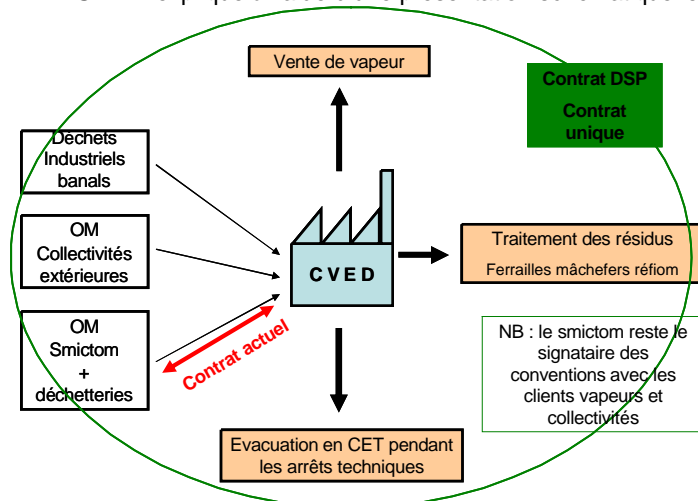 Vente de vapeur
Contrat DSP
Contrat
unique
Déchets
Industriels
banals
OM
Collectivités
extérieures
OM
Smictom
+
déchetteries
Contrat actuel
C V E D
Traitement des résidus
Ferrailles mâchefers réfiom
NB : le smictom reste le
signataire des
conventions avec les
clients vapeurs et
collectivités
Evacuation en CET pendant
les arrêts techniques